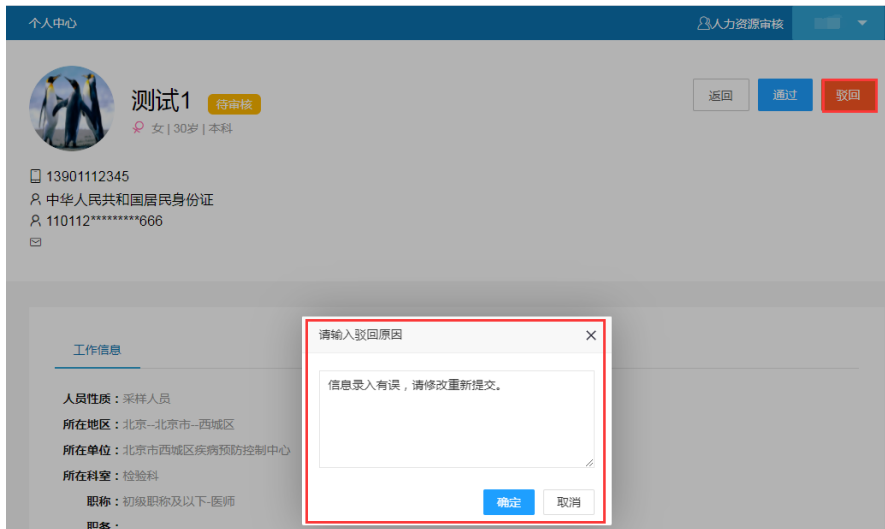 个人中心
人力资源审核
测试1 待审核
返回 通过 驳回
女 | 30岁 | 本科
13901112345
中华人民共和国居民身份证
110112*********666
请输入驳回原因
工作信息
信息录入有误，请修改重新提交。
人员性质：采样人员
所在地区：北京--北京市--西城区
所在单位：北京市西城区疾病预防控制中心
所在科室：检验科
职称：初级职称及以下-医师
确定 取消
职务：